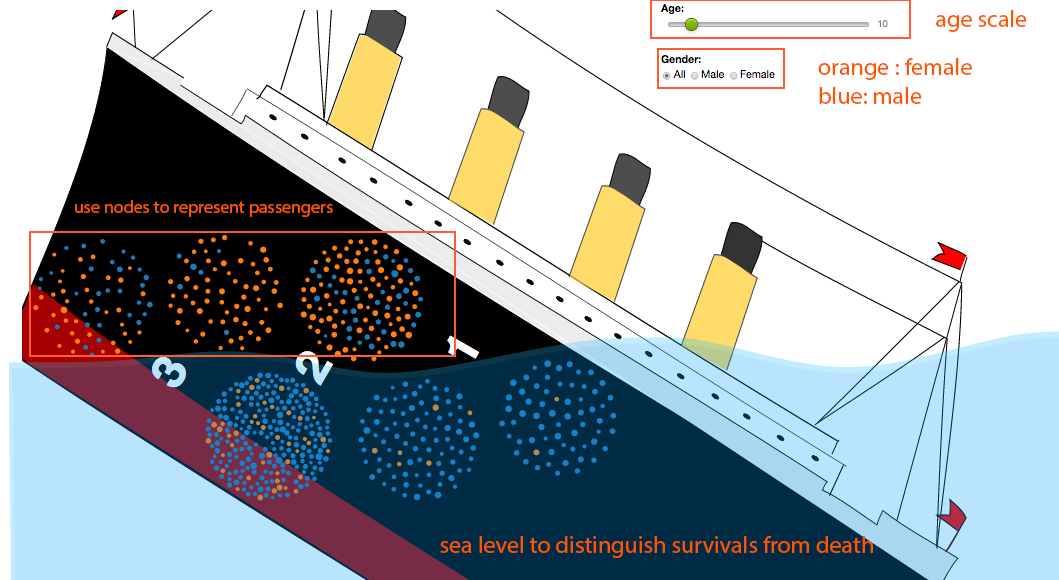 Age:
10
age scale
Gender:
All Male Female
orange : female
blue: male
use nodes to represent passengers
3
2
1
sea level to distinguish survivals from death